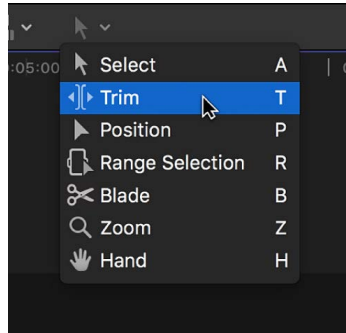 :05:00
Select A
Trim T
Position P
Range Selection R
Blade B
Zoom Z
Hand H